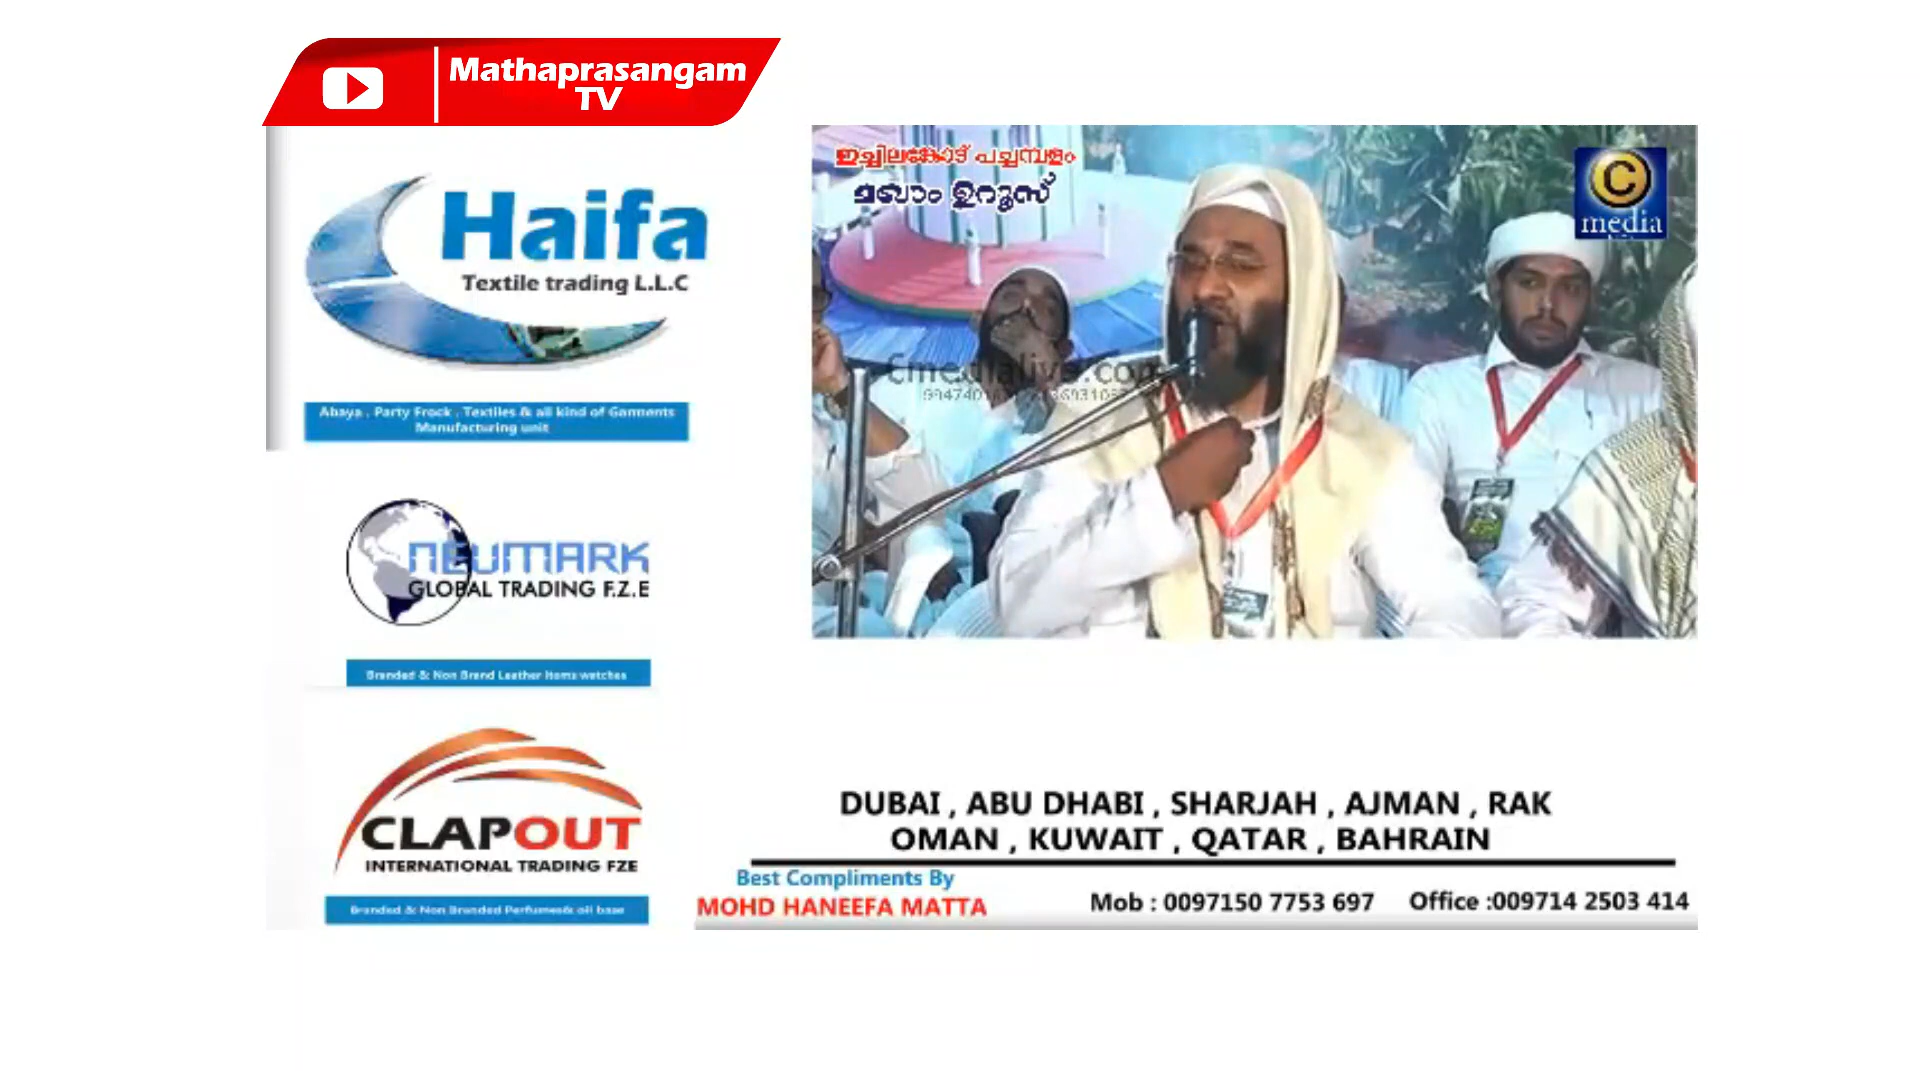 Mathaprasangam
TV
Haifa
Textile trading L.L.C
Abaya . Party Frock . Textiles & all kind of Garments
Manufacturing unit
NEUMARK
GLOBAL TRADING F.Z.E
Branded & Non Brend Leather items watches
CLAPOUT
INTERNATIONAL TRADING FZE
Branded & Non Branded Perfumes& oil base
ഇച്ചിലങ്കോട് പച്ചമ്പളം
മഖാം ഉറൂസ്
C
media
Cmedialive.com
DUBAI , ABU DHABI , SHARJAH , AJMAN , RAK
OMAN , KUWAIT , QATAR , BAHRAIN
Best Compliments By
MOHD HANEEFA MATTA
Mob : 0097150 7753 697 Office :009714 2503 414